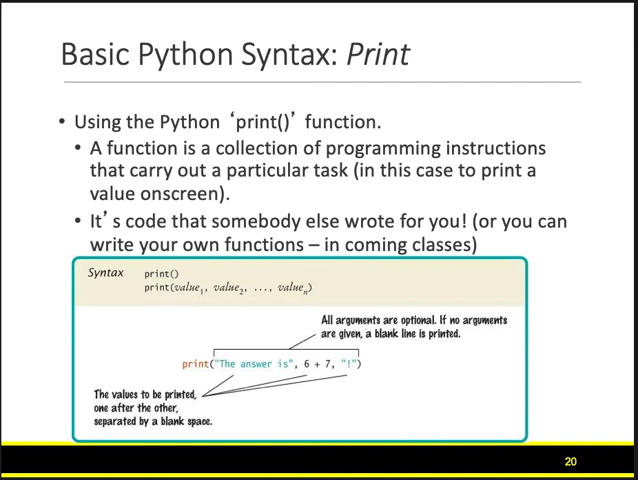 Basic Python Syntax: Print
• Using the Python ‘print()’ function.
• A function is a collection of programming instructions
that carry out a particular task (in this case to print a
value onscreen).
• It’s code that somebody else wrote for you! (or you can
write your own functions – in coming classes)
Syntax print()
print(value1, value2, ..., valuen)
All arguments are optional. If no arguments
are given, a blank line is printed.
print("The answer is", 6 + 7, "!")
The values to be printed,
one after the other,
separated by a blank space.
20